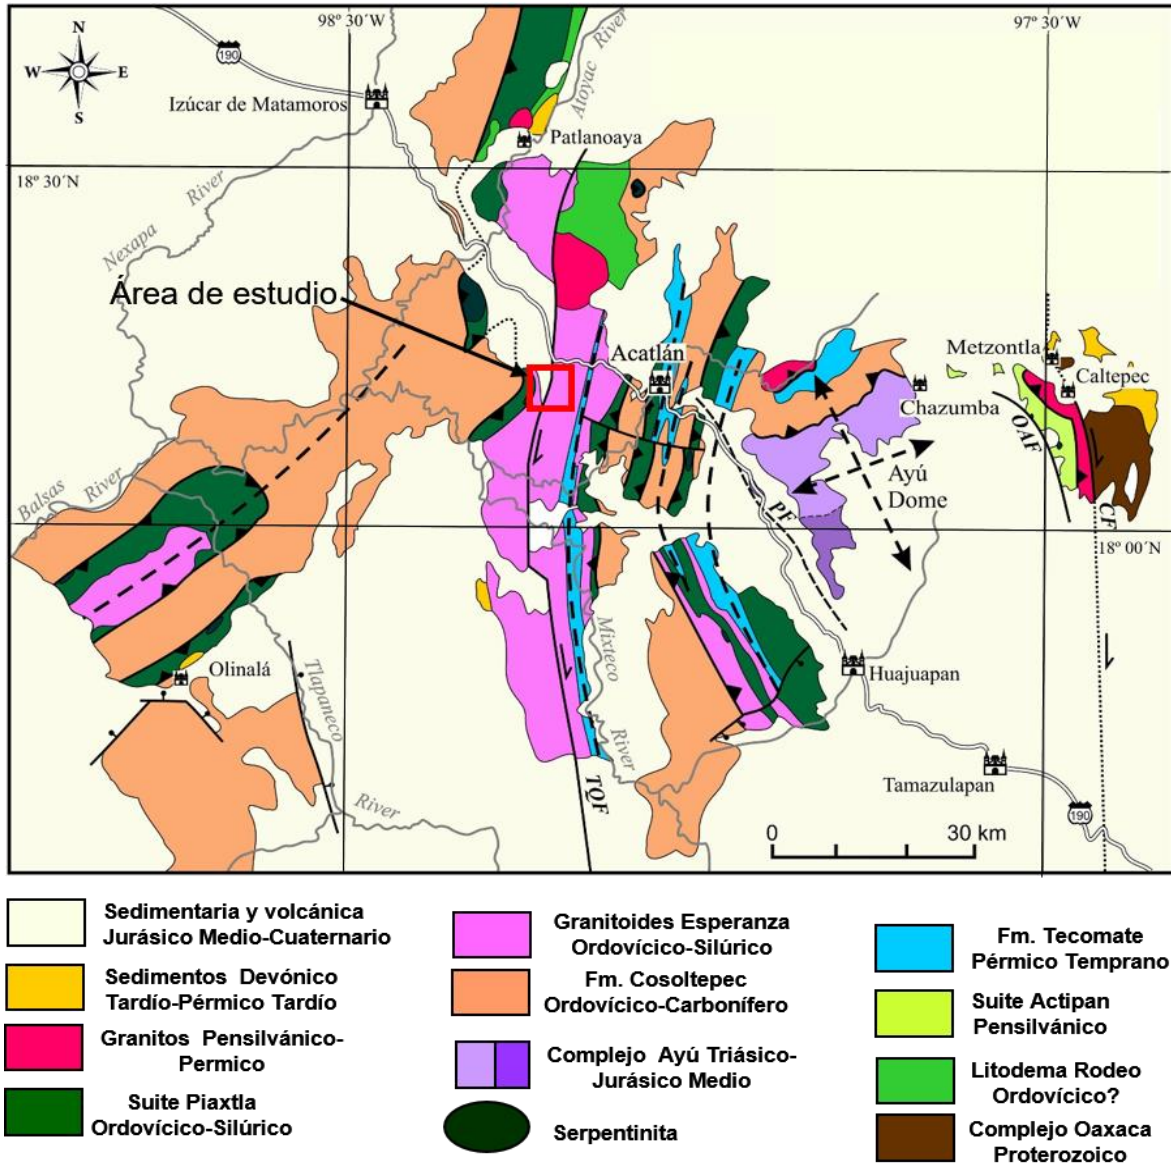 98º 30´W
97º 30´W
N
W
E
S
190
Izúcar de Matamoros
Atoyac River
Patlanoaya
18º 30´N
Nexapa River
Área de estudio
Acatlán
Metzontla
Caltepec
Chazumba
OAF
Ayú
Dome
Balsas River
PF
CF
18º 00´N
Mixteco River
Olinalá
Tlapaneco River
Huajuapan
TQF
Tamazulapan
190
0
30 km
Sedimentaria y volcánica
Jurásico Medio-Cuaternario
Sedimentos Devónico
Tardío-Pérmico Tardío
Granitos Pensilvánico-
Permico
Suite Piaxtla
Ordovícico-Silúrico
Granitoides Esperanza
Ordovícico-Silúrico
Fm. Cosoltepec
Ordovícico-Carbonífero
Complejo Ayú Triásico-
Jurásico Medio
Serpentinita
Fm. Tecomate
Pérmico Temprano
Suite Actipan
Pensilvánico
Litodema Rodeo
Ordovícico?
Complejo Oaxaca
Proterozoico